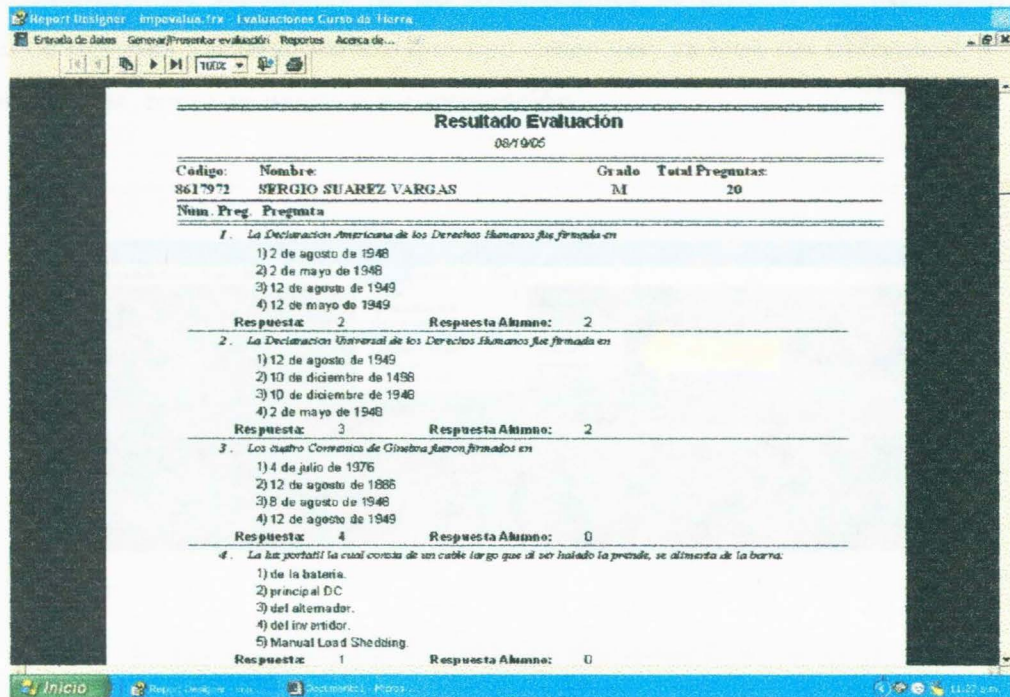 Report Designer - impevalua.frx - Evaluaciones Curso de Tierra
Entrada de datos Generar/Presentar evaluación Reportes Acerca de...
100%
Resultado Evaluación
08/19/05
Código: Nombre: Grado Total Preguntas:
8617972 SERGIO SUAREZ VARGAS M 20
Num. Preg. Pregunta
1. La Declaracion Americana de los Derechos Humanos fue firmada en
1) 2 de agosto de 1948
2) 2 de mayo de 1948
3) 12 de agosto de 1949
4) 12 de mayo de 1949
Respuesta: 2 Respuesta Alumno: 2
2. La Declaracion Universal de los Derechos Humanos fue firmada en
1) 12 de agosto de 1949
2) 10 de diciembre de 1498
3) 10 de diciembre de 1948
4) 2 de mayo de 1948
Respuesta: 3 Respuesta Alumno: 2
3. Los cuatro Convenios de Ginebra fueron firmados en
1) 4 de julio de 1976
2) 12 de agosto de 1886
3) 8 de agosto de 1948
4) 12 de agosto de 1949
Respuesta: 4 Respuesta Alumno: 0
4. La luz portatil la cual consta de un cable largo que al ser halado la prende, se alimenta de la barra:
1) de la bateria.
2) principal DC
3) del alternador.
4) del invertidor.
5) Manual Load Shedding.
Respuesta: 1 Respuesta Alumno: 0
Inicio Report Designer - Documento1 - Micros... 11:27 a.m.